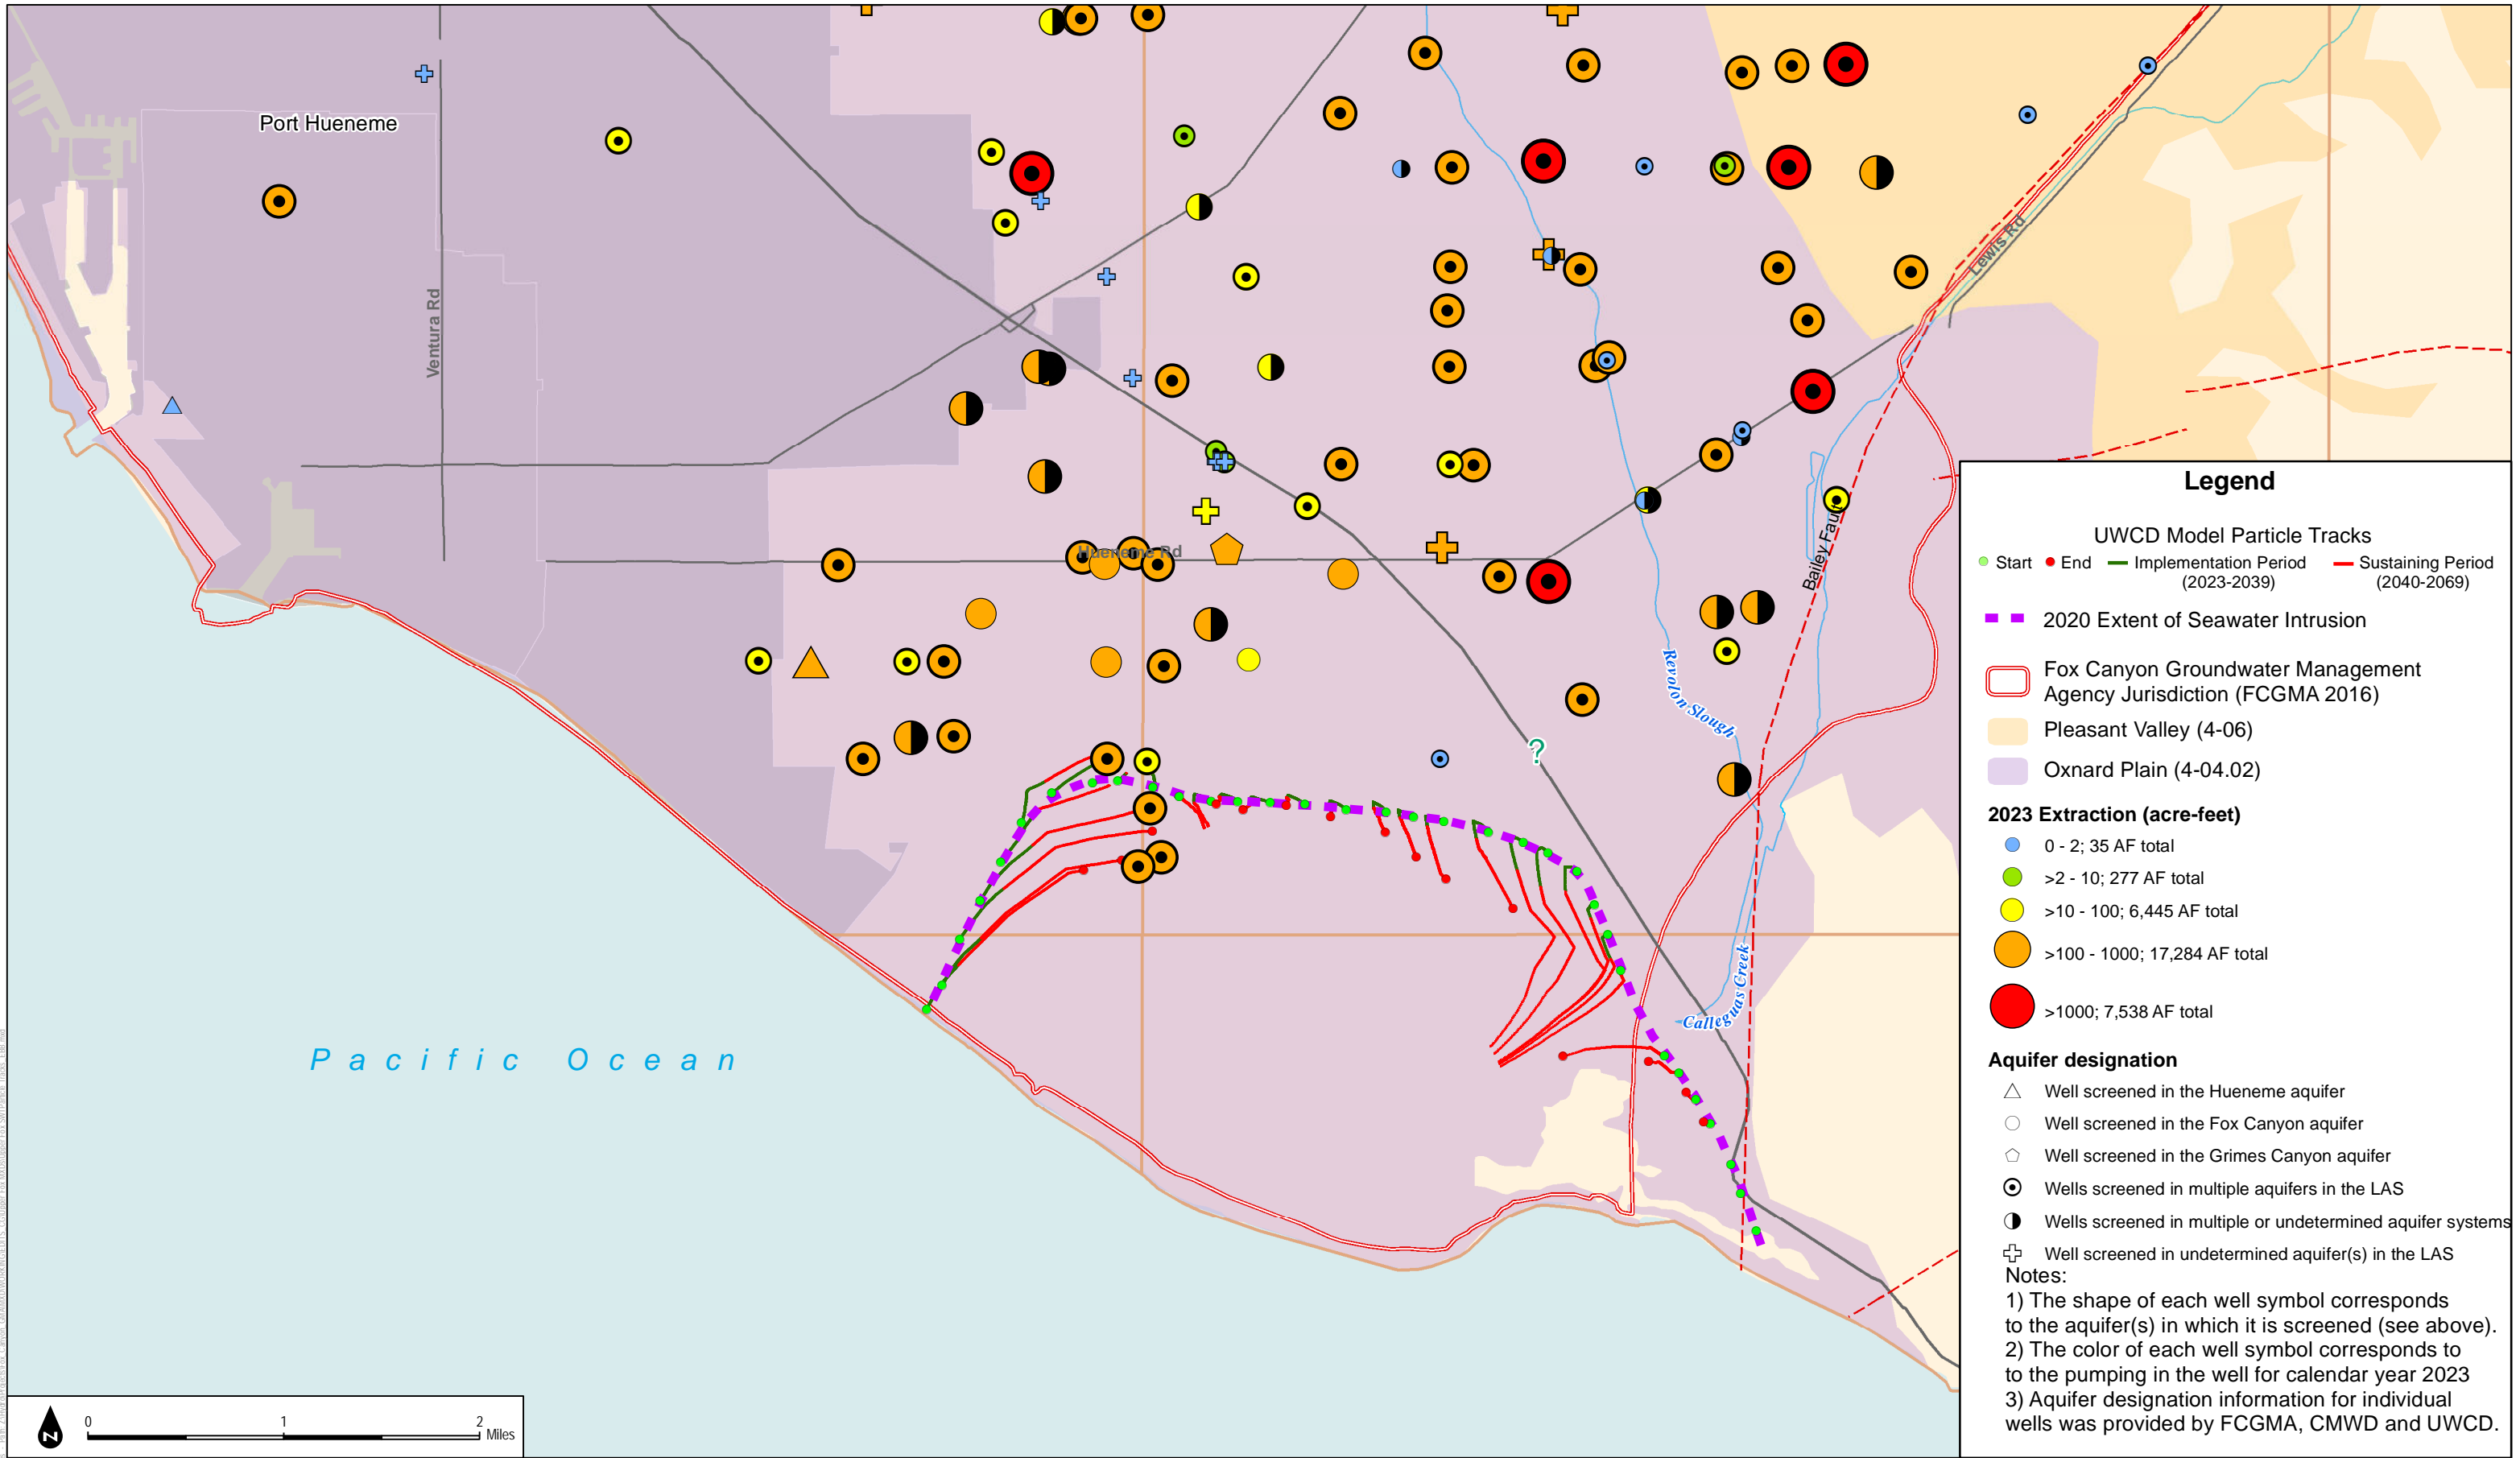 Port Hueneme
Ventura Rd
Lewis Rd
Hueneme Rd
Bailey Fault
Revolon Slough
?
Calleguas Creek
Pacific Ocean
N
0 1 2
Miles
Legend
UWCD Model Particle Tracks
Start End Implementation Period Sustaining Period
(2023-2039) (2040-2069)
2020 Extent of Seawater Intrusion
Fox Canyon Groundwater Management
Agency Jurisdiction (FCGMA 2016)
Pleasant Valley (4-06)
Oxnard Plain (4-04.02)
2023 Extraction (acre-feet)
0 - 2; 35 AF total
>2 - 10; 277 AF total
>10 - 100; 6,445 AF total
>100 - 1000; 17,284 AF total
>1000; 7,538 AF total
Aquifer designation
Well screened in the Hueneme aquifer
Well screened in the Fox Canyon aquifer
Well screened in the Grimes Canyon aquifer
Wells screened in multiple aquifers in the LAS
Wells screened in multiple or undetermined aquifer systems
Well screened in undetermined aquifer(s) in the LAS
Notes:
1) The shape of each well symbol corresponds
to the aquifer(s) in which it is screened (see above).
2) The color of each well symbol corresponds to
to the pumping in the well for calendar year 2023
3) Aquifer designation information for individual
wells was provided by FCGMA, CMWD and UWCD.